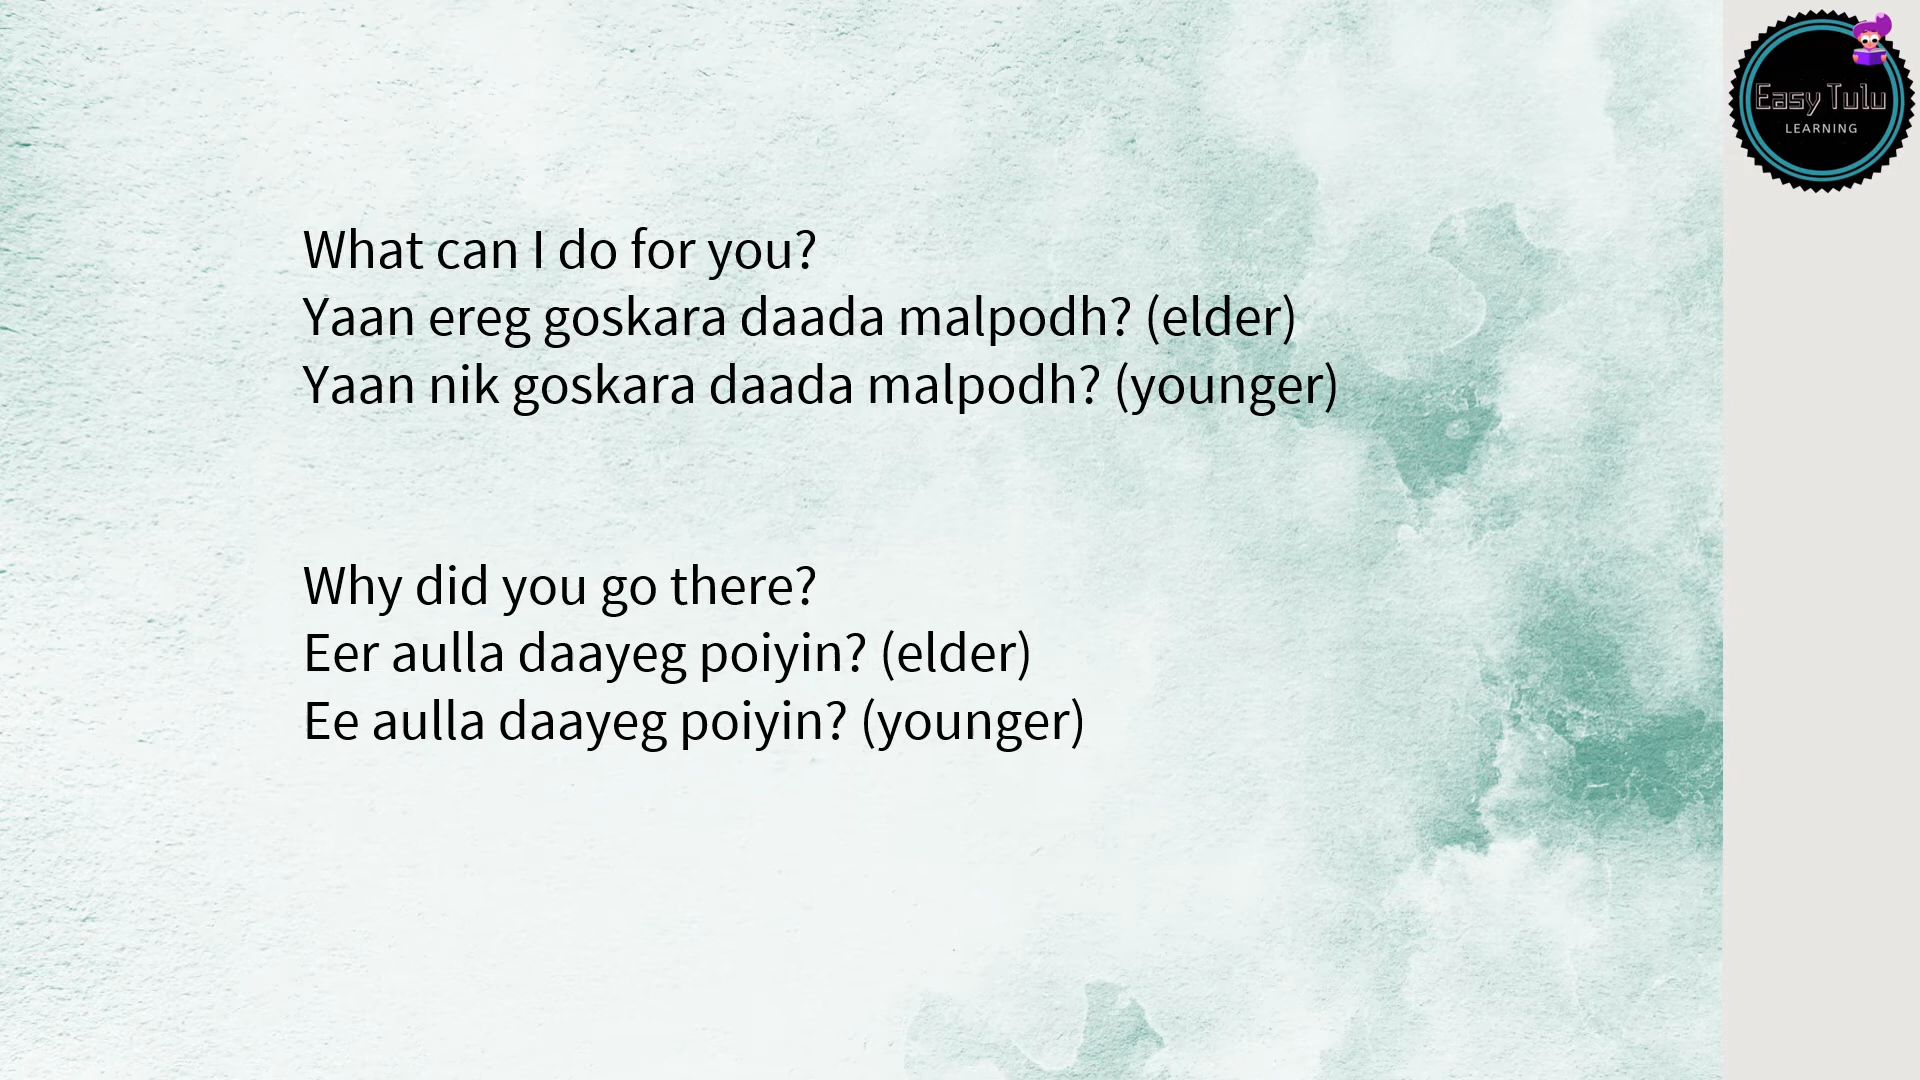 Easy Tulu
LEARNING
What can I do for you?
Yaan ereg goskara daada malpodh? (elder)
Yaan nik goskara daada malpodh? (younger)
Why did you go there?
Eer aulla daayeg poiyin? (elder)
Ee aulla daayeg poiyin? (younger)